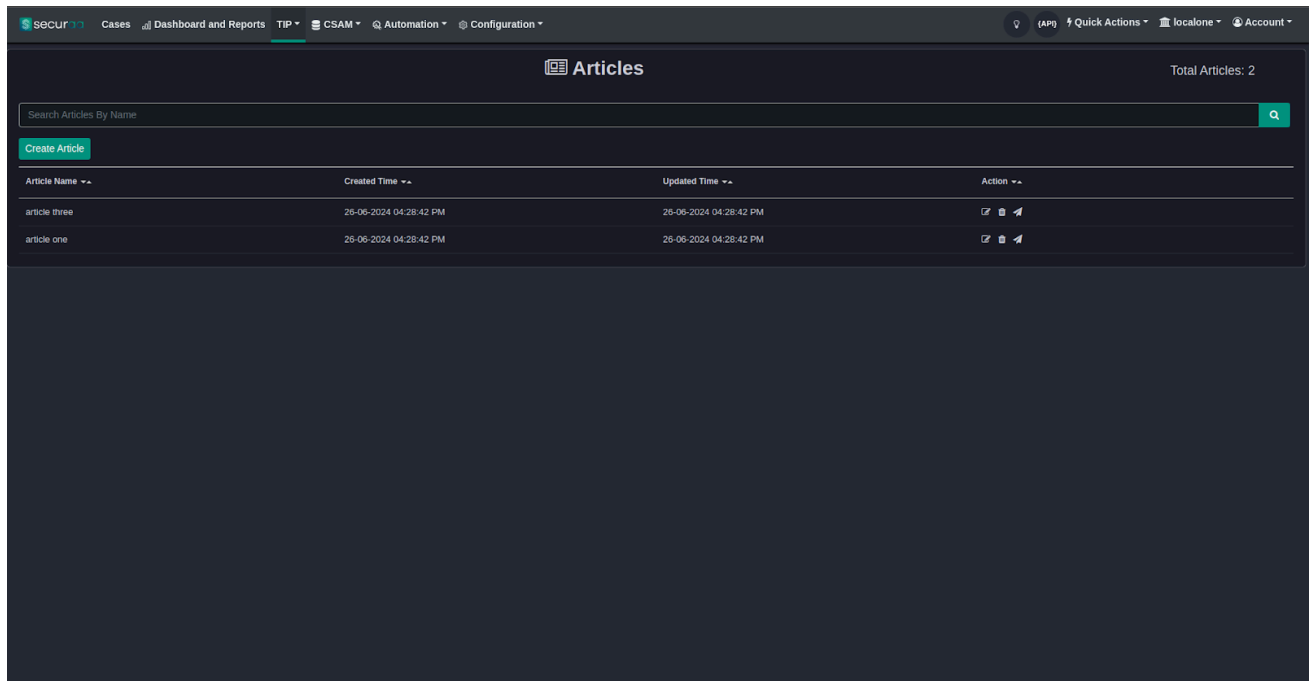 securaa Cases Dashboard and Reports TIP CSAM Automation Configuration {API} Quick Actions localone Account
Articles
Total Articles: 2
Search Articles By Name
Create Article
Article Name Created Time Updated Time Action
article three 26-06-2024 04:28:42 PM 26-06-2024 04:28:42 PM
article one 26-06-2024 04:28:42 PM 26-06-2024 04:28:42 PM